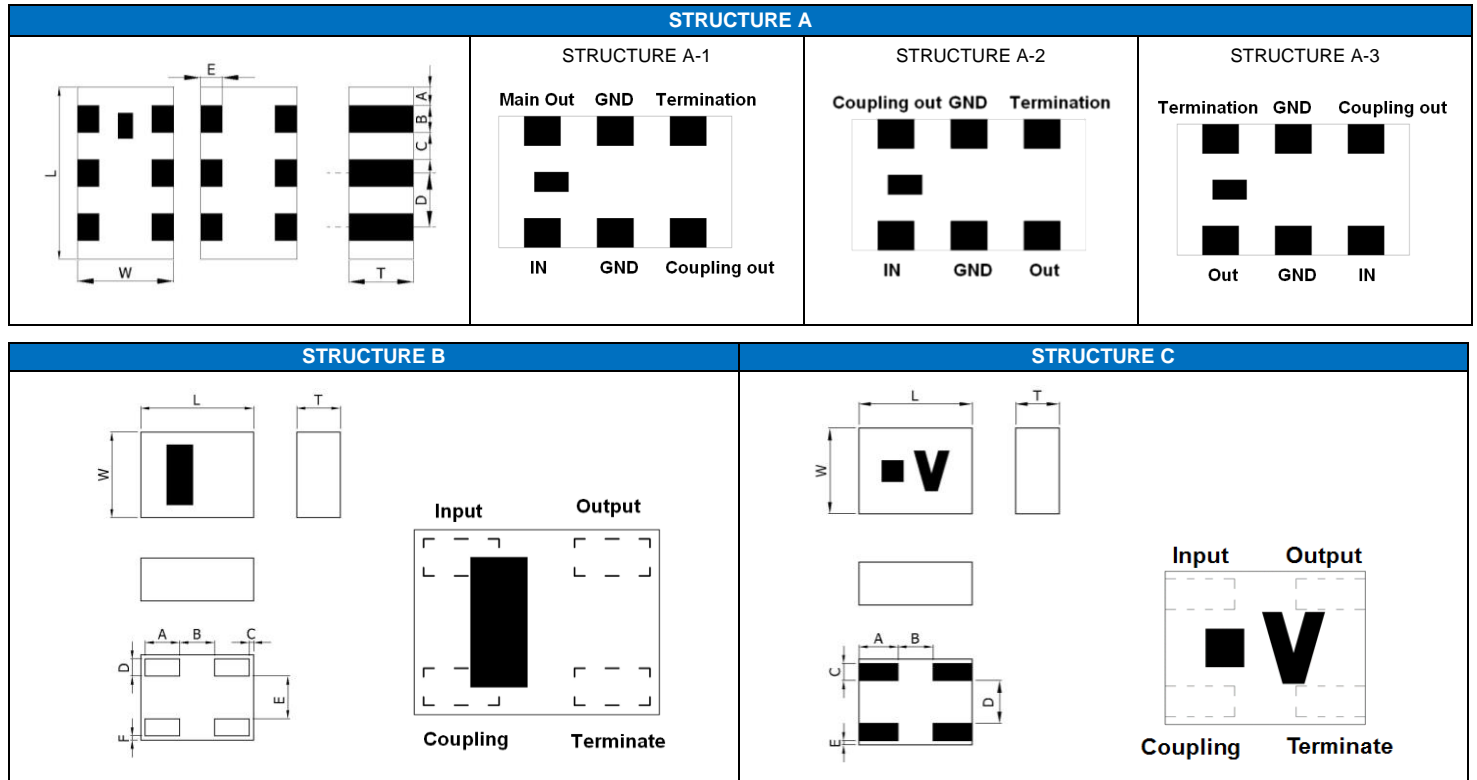 STRUCTURE A
E
A
B
C
D
L
W
T
STRUCTURE A-1
Main Out GND Termination
IN GND Coupling out
STRUCTURE A-2
Coupling out GND Termination
IN GND Out
STRUCTURE A-3
Termination GND Coupling out
Out GND IN
STRUCTURE B
L
T
W
A B C
D
E
F
Input Output
Coupling Terminate
STRUCTURE C
L
T
W
V
A B
C
D
E
Input Output
V
Coupling Terminate